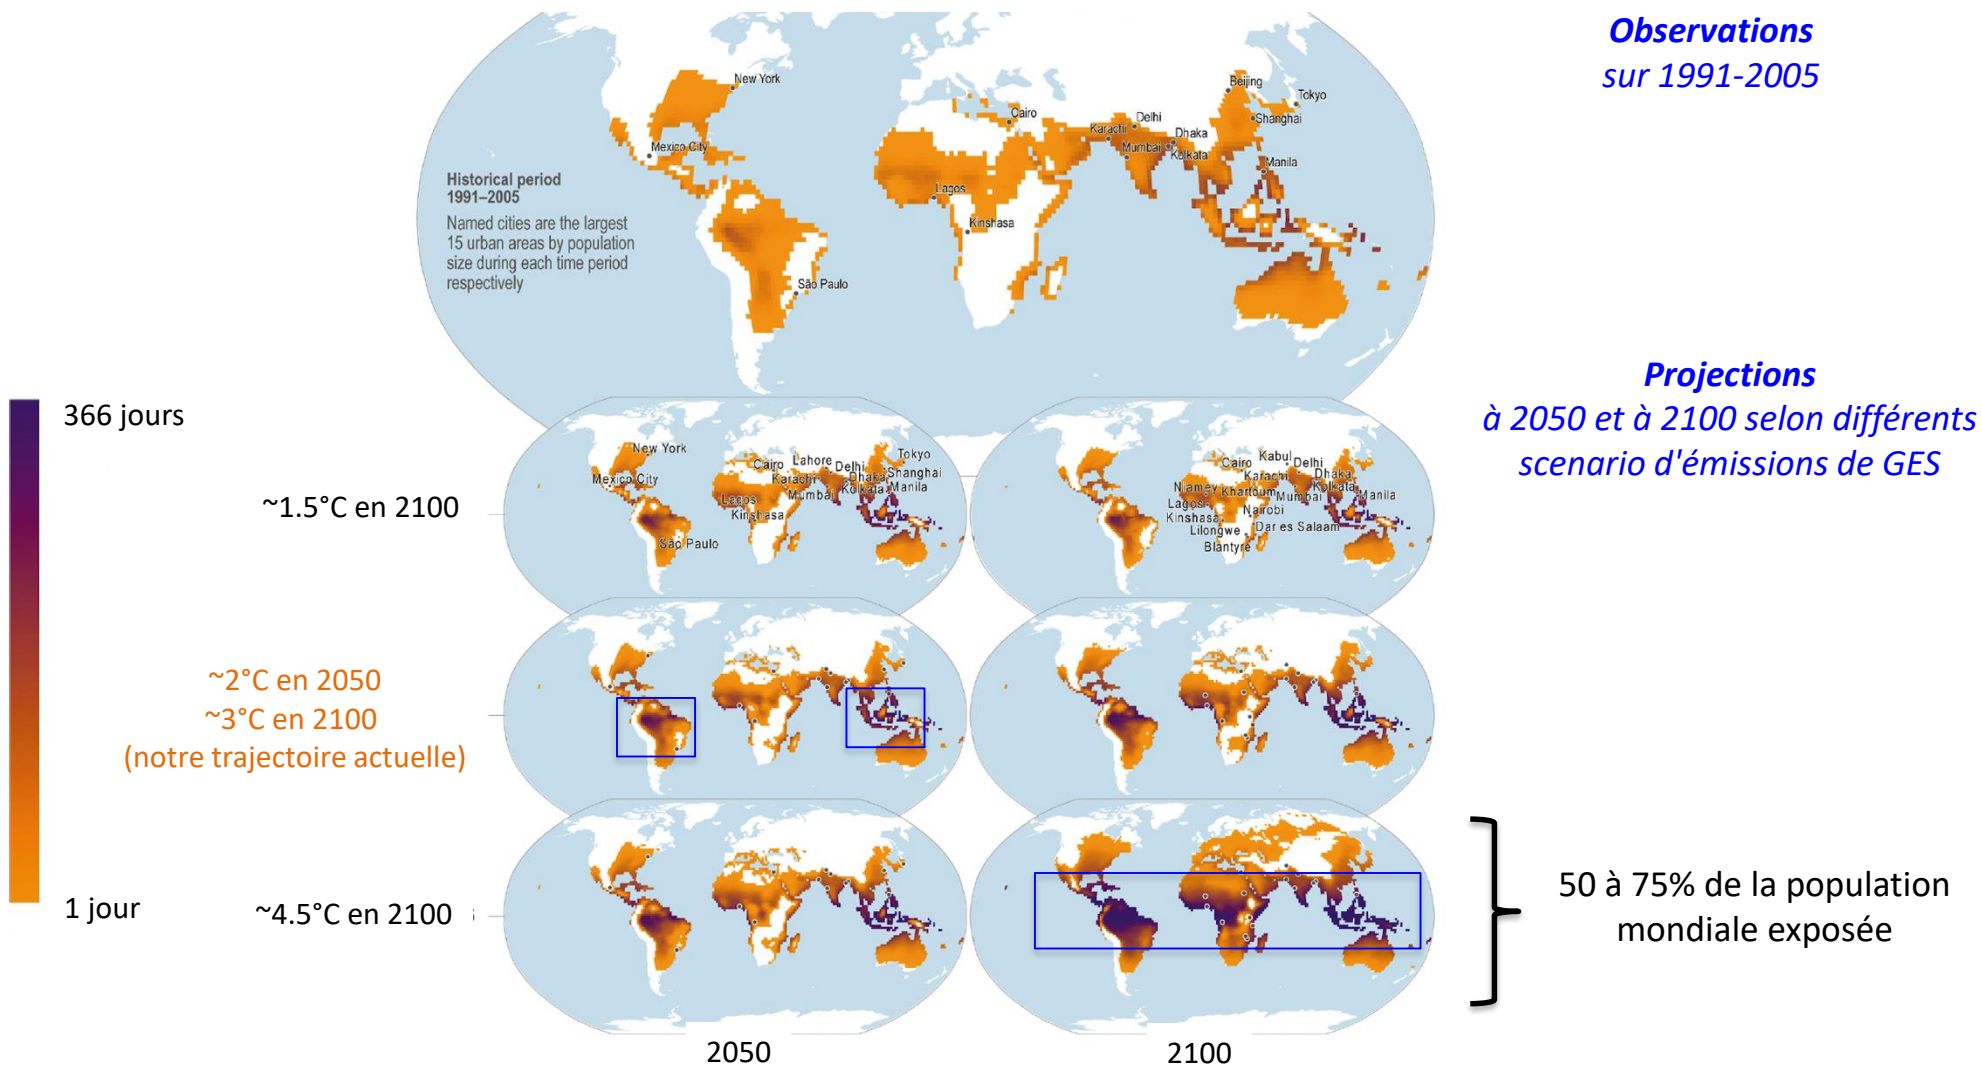 Observations
sur 1991-2005
New York
Mexico City
São Paulo
Cairo
Lagos
Kinshasa
Karachi
Delhi
Mumbai
Dhaka
Kolkata
Beijing
Tokyo
Shanghai
Manila
Historical period
1991–2005
Named cities are the largest
15 urban areas by population
size during each time period
respectively
Projections
à 2050 et à 2100 selon différents
scenario d'émissions de GES
366 jours
1 jour
~1.5°C en 2100
New York
Mexico City
São Paulo
Cairo
Lagos
Kinshasa
Lahore
Karachi
Delhi
Mumbai
Dhaka
Kolkata
Tokyo
Shanghai
Manila
Cairo
Kabul
Delhi
Karachi
Dhaka
Niamey
Khartoum
Mumbai
Kolkata
Manila
Lagos
Nairobi
Kinshasa
Dar es Salaam
Lilongwe
Blantyre
~2°C en 2050
~3°C en 2100
(notre trajectoire actuelle)
~4.5°C en 2100
50 à 75% de la population
mondiale exposée
2050
2100